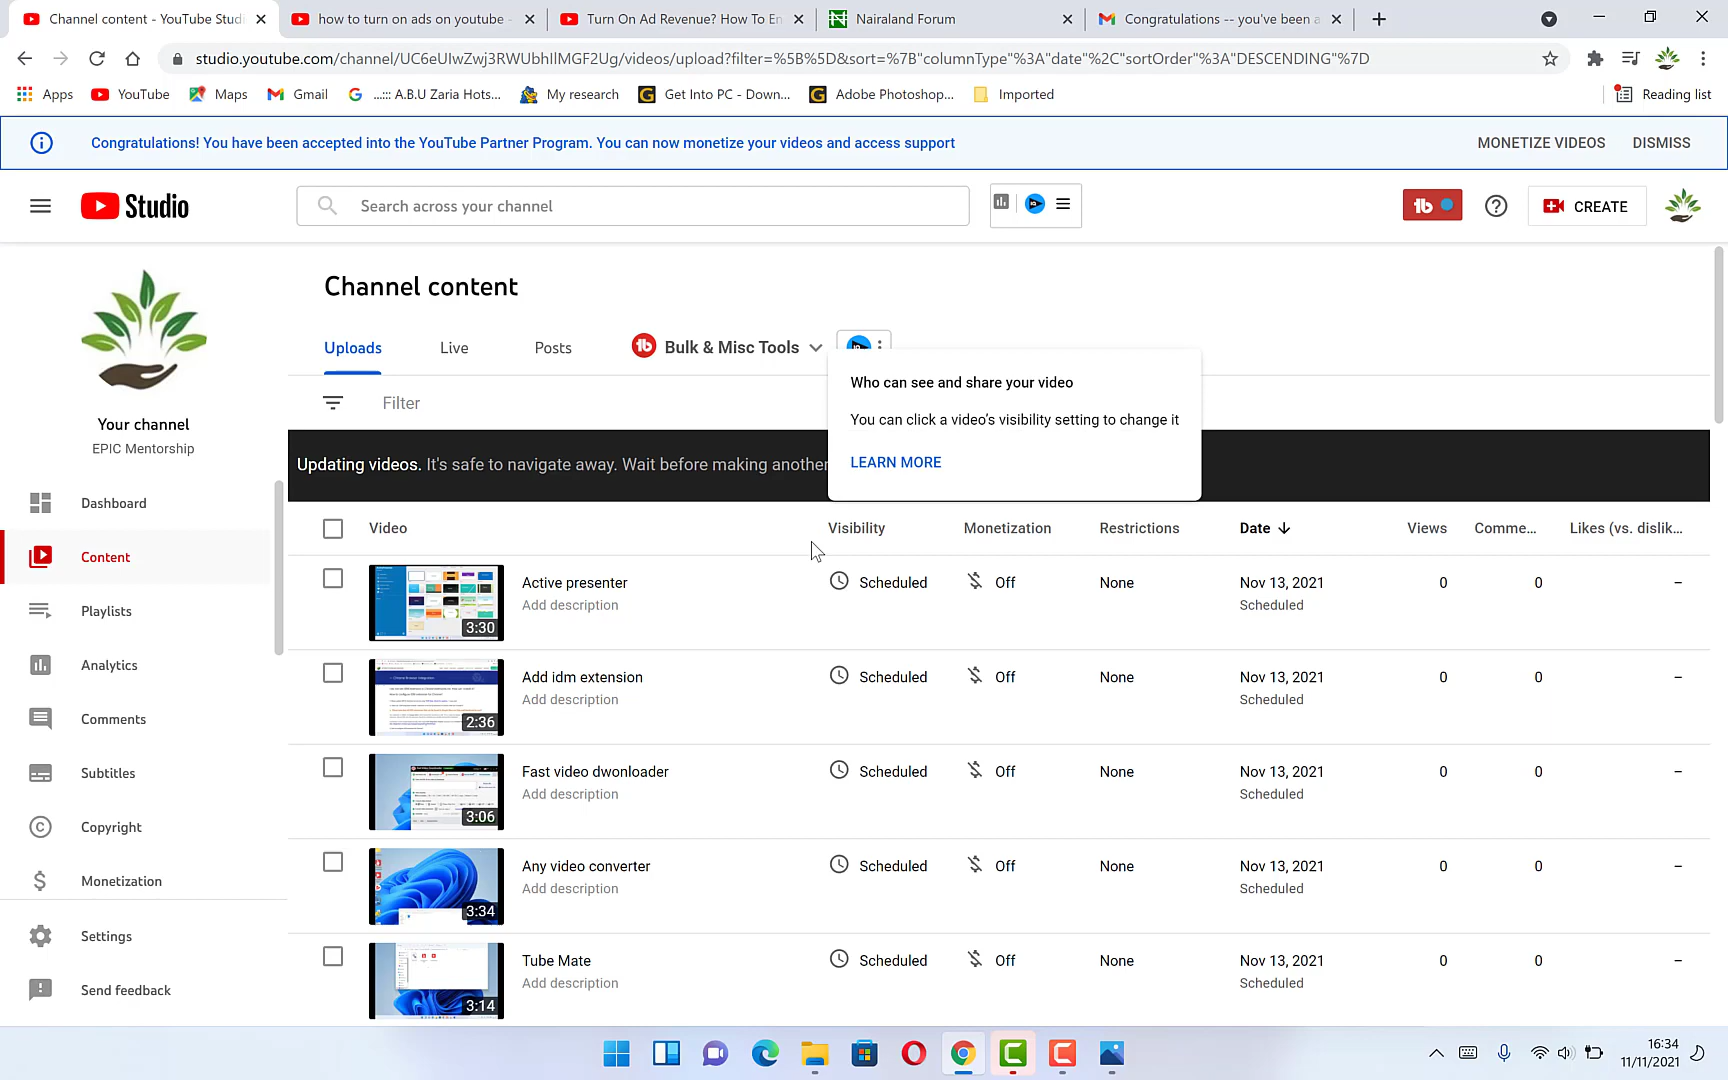 Channel content - YouTube Studi
how to turn on ads on youtube -
Turn On Ad Revenue? How To En
Nairaland Forum
Congratulations -- you've been a
studio.youtube.com/channel/UC6eUIwZwj3RWUbhIlMGF2Ug/videos/upload?filter=%5B%5D&sort=%7B"columnType"%3A"date"%2C"sortOrder"%3A"DESCENDING"%7D
Apps
YouTube
Maps
Gmail
...::: A.B.U Zaria Hots...
My research
Get Into PC - Down...
Adobe Photoshop...
Imported
Reading list
Congratulations! You have been accepted into the YouTube Partner Program. You can now monetize your videos and access support
MONETIZE VIDEOS
DISMISS
Studio
Search across your channel
CREATE
Channel content
Uploads
Live
Posts
Bulk & Misc Tools
Who can see and share your video
You can click a video's visibility setting to change it
LEARN MORE
Filter
Your channel
EPIC Mentorship
Updating videos. It's safe to navigate away. Wait before making another
Dashboard
Content
Playlists
Analytics
Comments
Subtitles
Copyright
Monetization
Settings
Send feedback
Video
Visibility
Monetization
Restrictions
Date
Views
Comme...
Likes (vs. dislik...
3:30
Active presenter
Add description
Scheduled
Off
None
Nov 13, 2021
Scheduled
0
0
–
2:36
Add idm extension
Add description
Scheduled
Off
None
Nov 13, 2021
Scheduled
0
0
–
3:06
Fast video dwonloader
Add description
Scheduled
Off
None
Nov 13, 2021
Scheduled
0
0
–
3:34
Any video converter
Add description
Scheduled
Off
None
Nov 13, 2021
Scheduled
0
0
–
3:14
Tube Mate
Add description
Scheduled
Off
None
Nov 13, 2021
Scheduled
0
0
–
16:34
11/11/2021